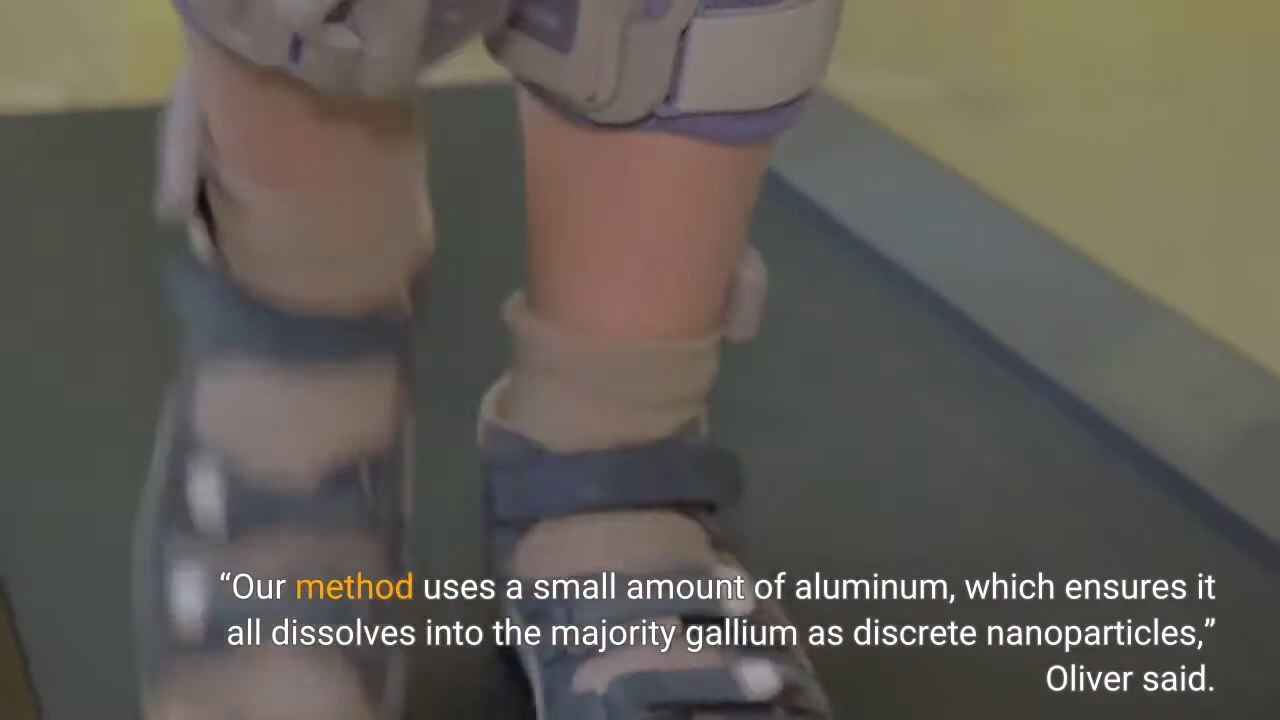 “Our method uses a small amount of aluminum, which ensures it
all dissolves into the majority gallium as discrete nanoparticles,”
Oliver said.